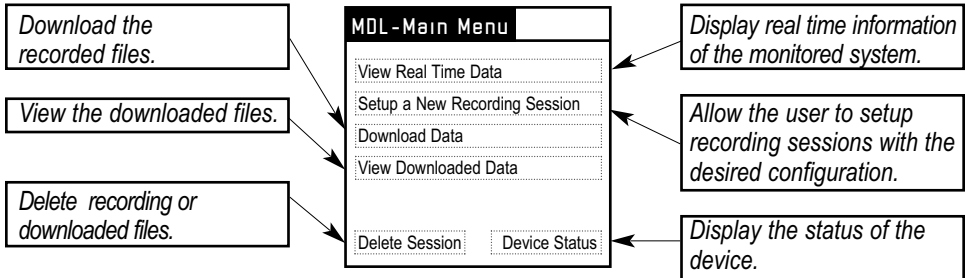 Download the
recorded files.
View the downloaded files.
Delete recording or
downloaded files.
MDL-Main Menu
View Real Time Data
Setup a New Recording Session
Download Data
View Downloaded Data
Delete Session
Device Status
Display real time information
of the monitored system.
Allow the user to setup
recording sessions with the
desired configuration.
Display the status of the
device.